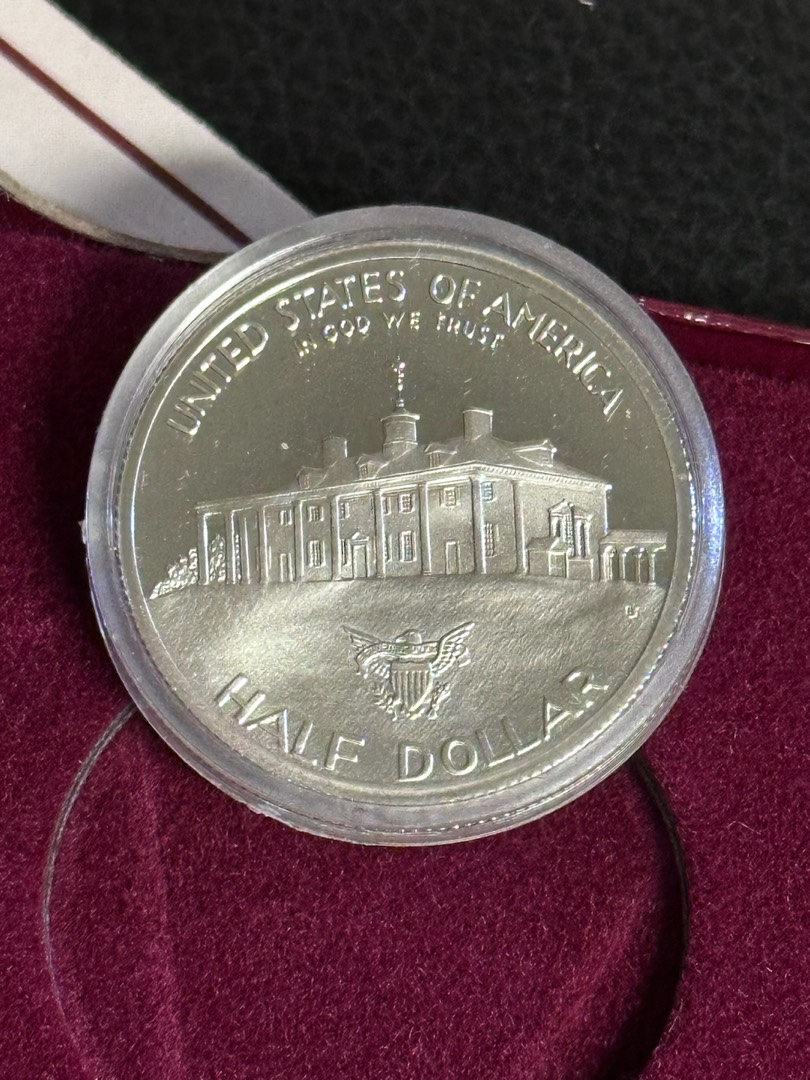 UNITED STATES OF AMERICA
IN GOD WE TRUST
HALF DOLLAR